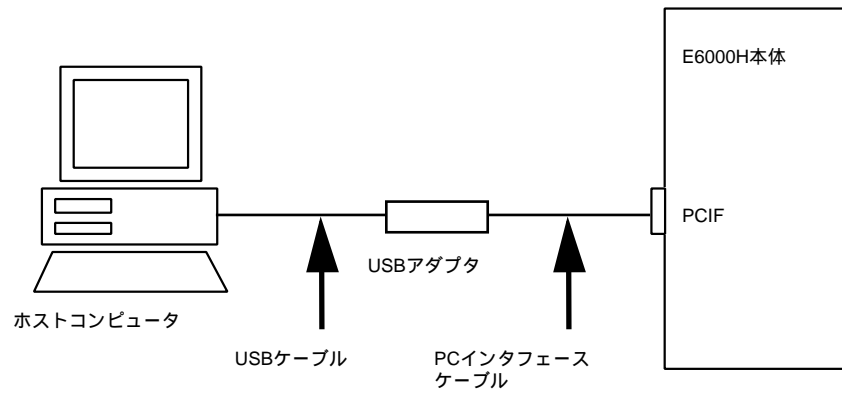 E6000H本体
PCIF
USBアダプタ
ホストコンピュータ
USBケーブル
PCインタフェース
ケーブル